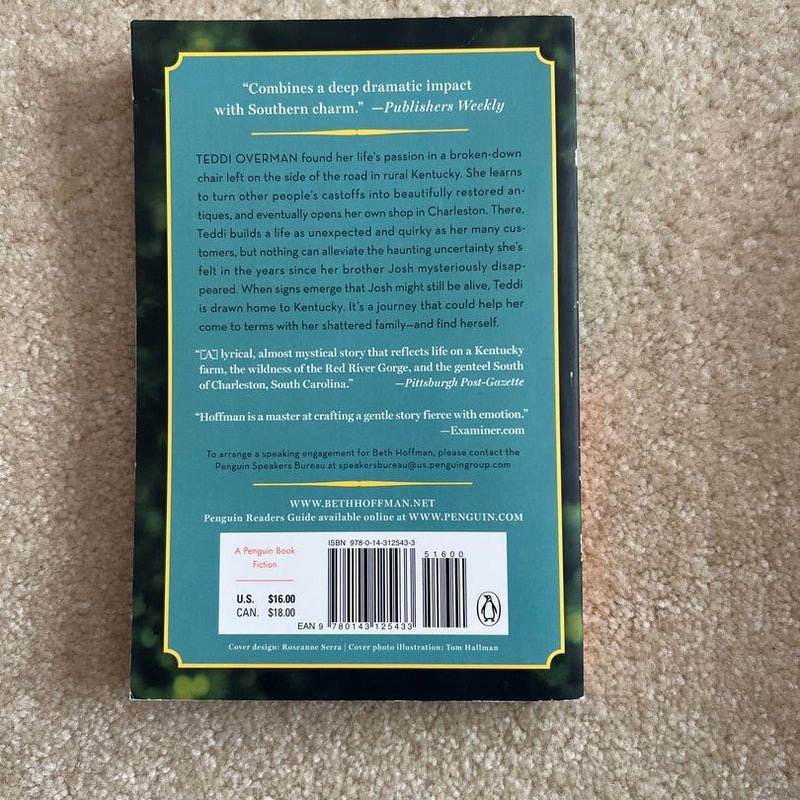 “Combines a deep dramatic impact
with Southern charm.” —Publishers Weekly
TEDDI OVERMAN found her life’s passion in a broken-down
chair left on the side of the road in rural Kentucky. She learns
to turn other people’s castoffs into beautifully restored an-
tiques, and eventually opens her own shop in Charleston. There,
Teddi builds a life as unexpected and quirky as her many cus-
tomers, but nothing can alleviate the haunting uncertainty she’s
felt in the years since her brother Josh mysteriously disap-
peared. When signs emerge that Josh might still be alive, Teddi
is drawn home to Kentucky. It’s a journey that could help her
come to terms with her shattered family—and find herself.
“[A] lyrical, almost mystical story that reflects life on a Kentucky
farm, the wildness of the Red River Gorge, and the genteel South
of Charleston, South Carolina.” —Pittsburgh Post-Gazette
“Hoffman is a master at crafting a gentle story fierce with emotion.”
—Examiner.com
To arrange a speaking engagement for Beth Hoffman, please contact the
Penguin Speakers Bureau at speakersbureau@us.penguingroup.com
WWW.BETHHOFFMAN.NET
Penguin Readers Guide available online at WWW.PENGUIN.COM
A Penguin Book
Fiction
U.S. $16.00
CAN. $18.00
ISBN 978-0-14-312543-3
51600
EAN 9 780143 125433
Cover design: Roseanne Serra | Cover photo illustration: Tom Hallman